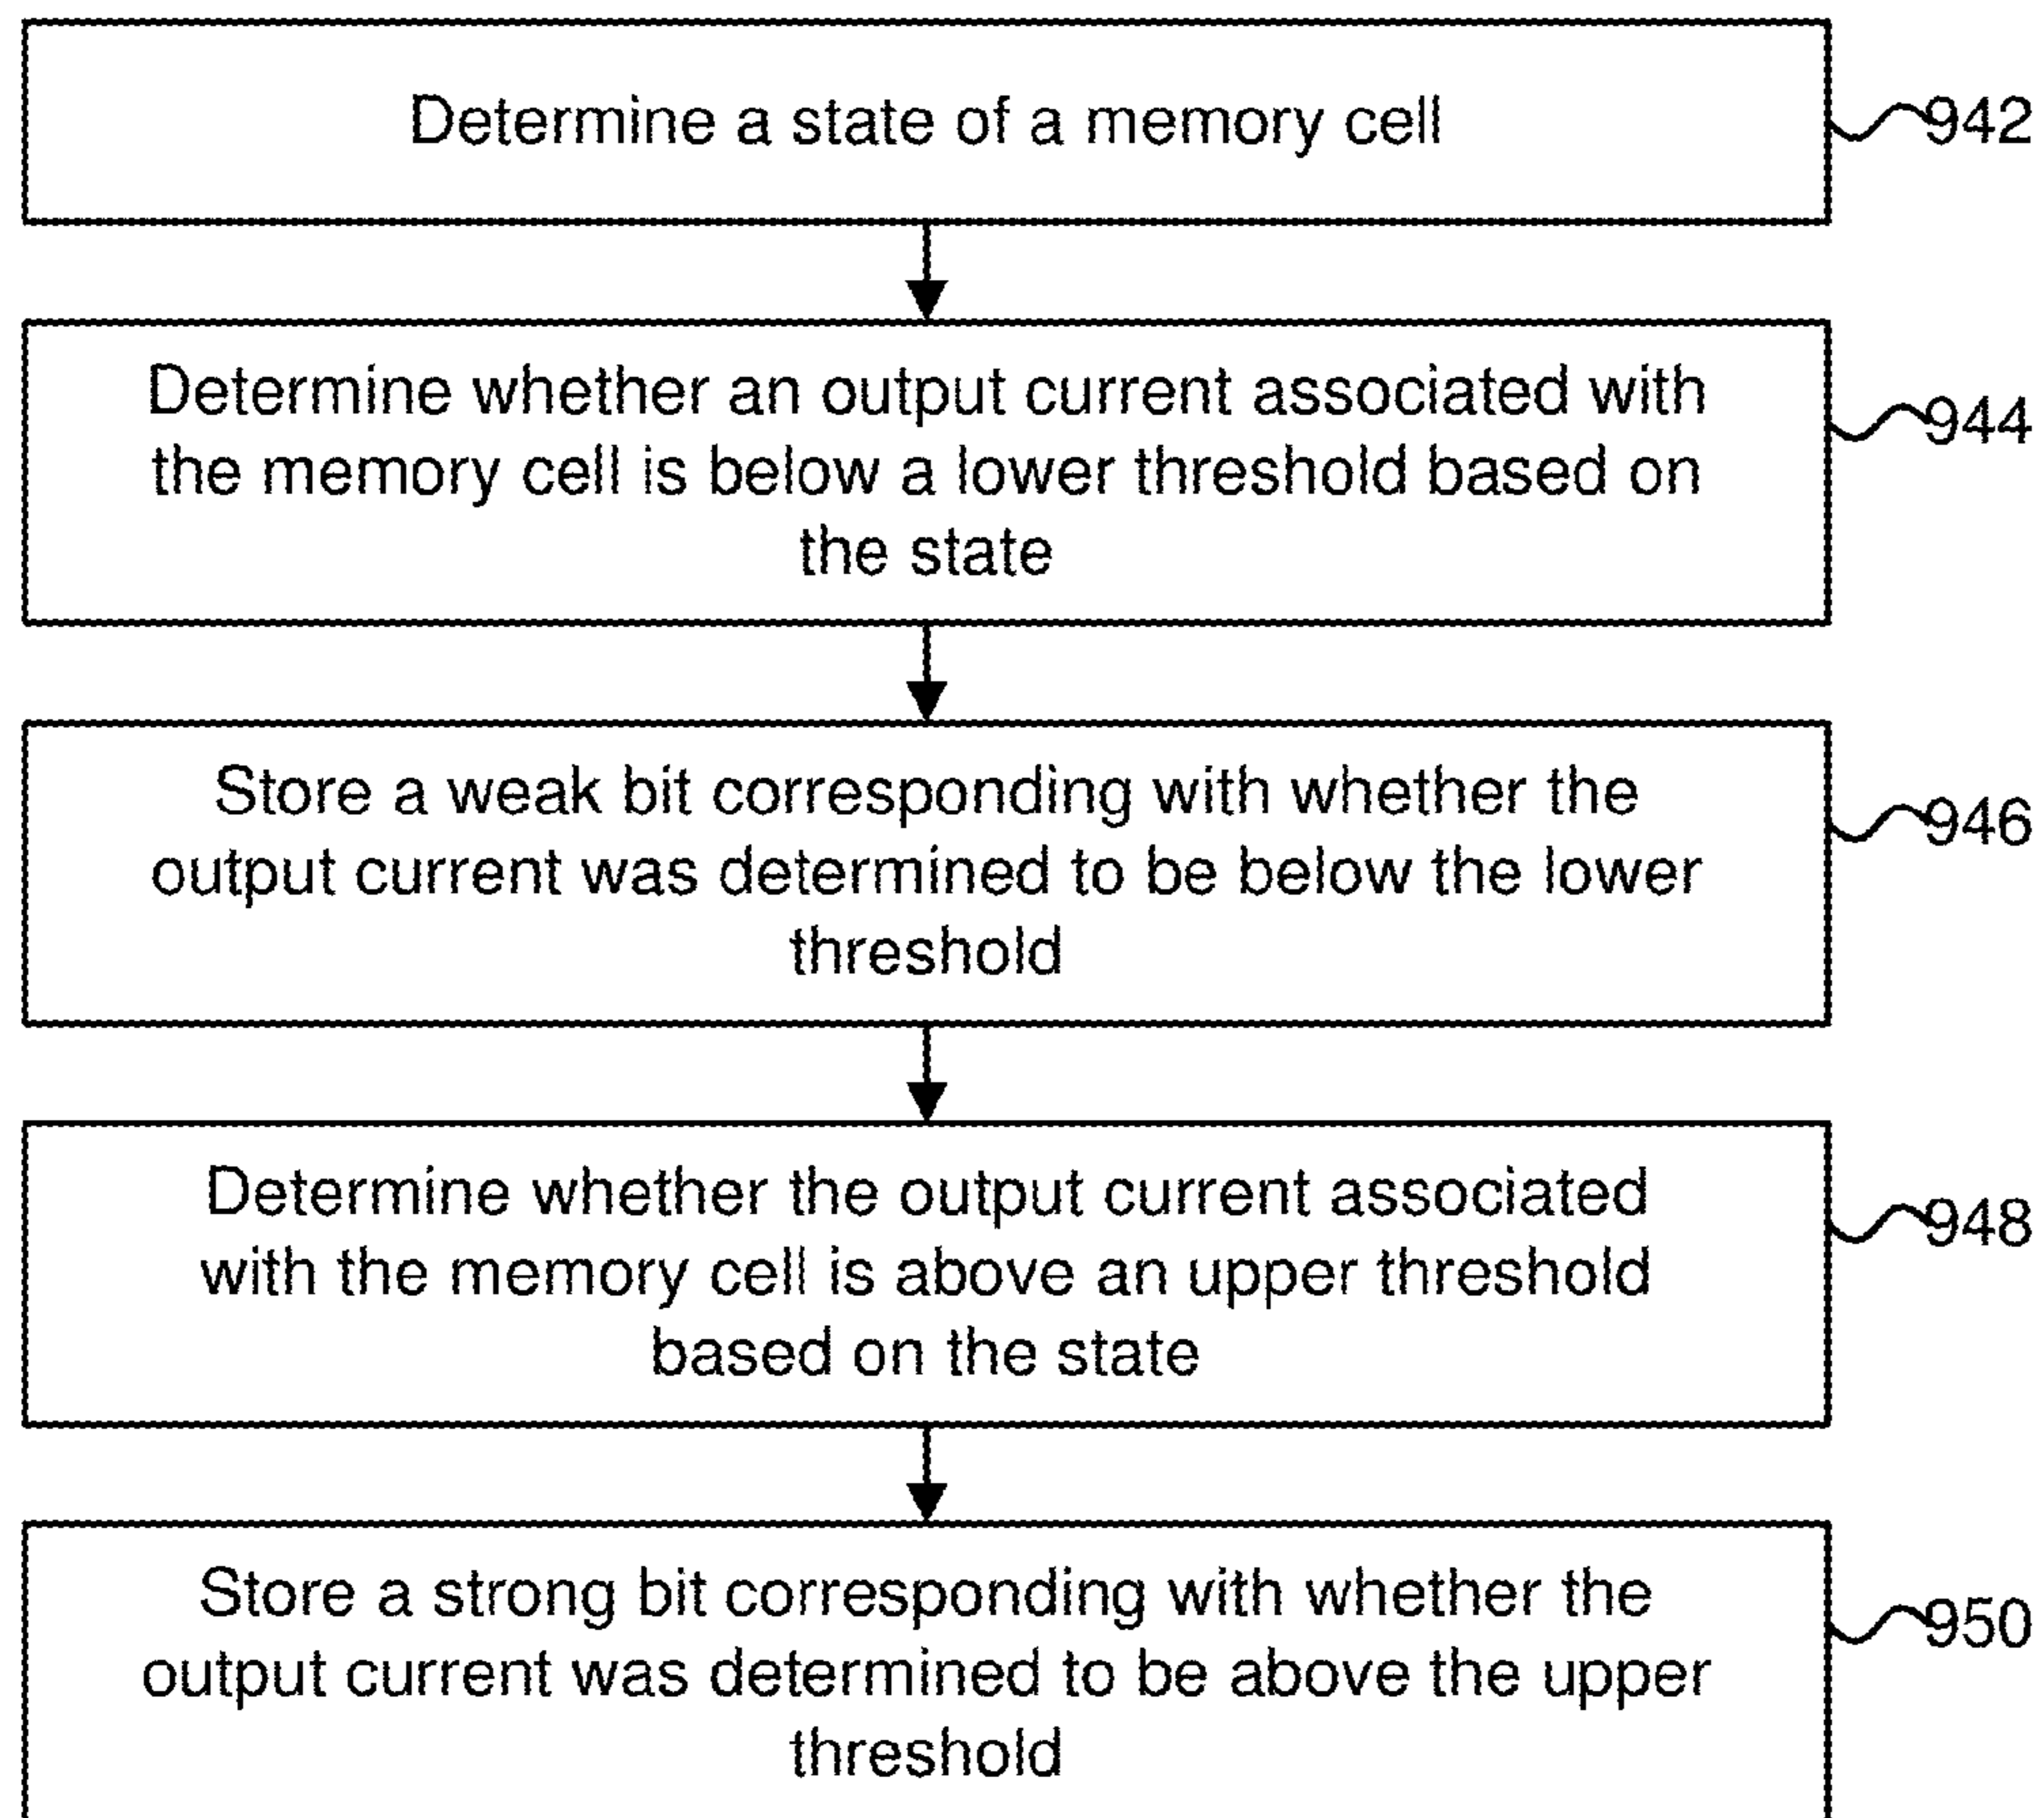 Determine a state of a memory cell
942
Determine whether an output current associated with
the memory cell is below a lower threshold based on
the state
944
Store a weak bit corresponding with whether the
output current was determined to be below the lower
threshold
946
Determine whether the output current associated
with the memory cell is above an upper threshold
based on the state
948
Store a strong bit corresponding with whether the
output current was determined to be above the upper
threshold
950